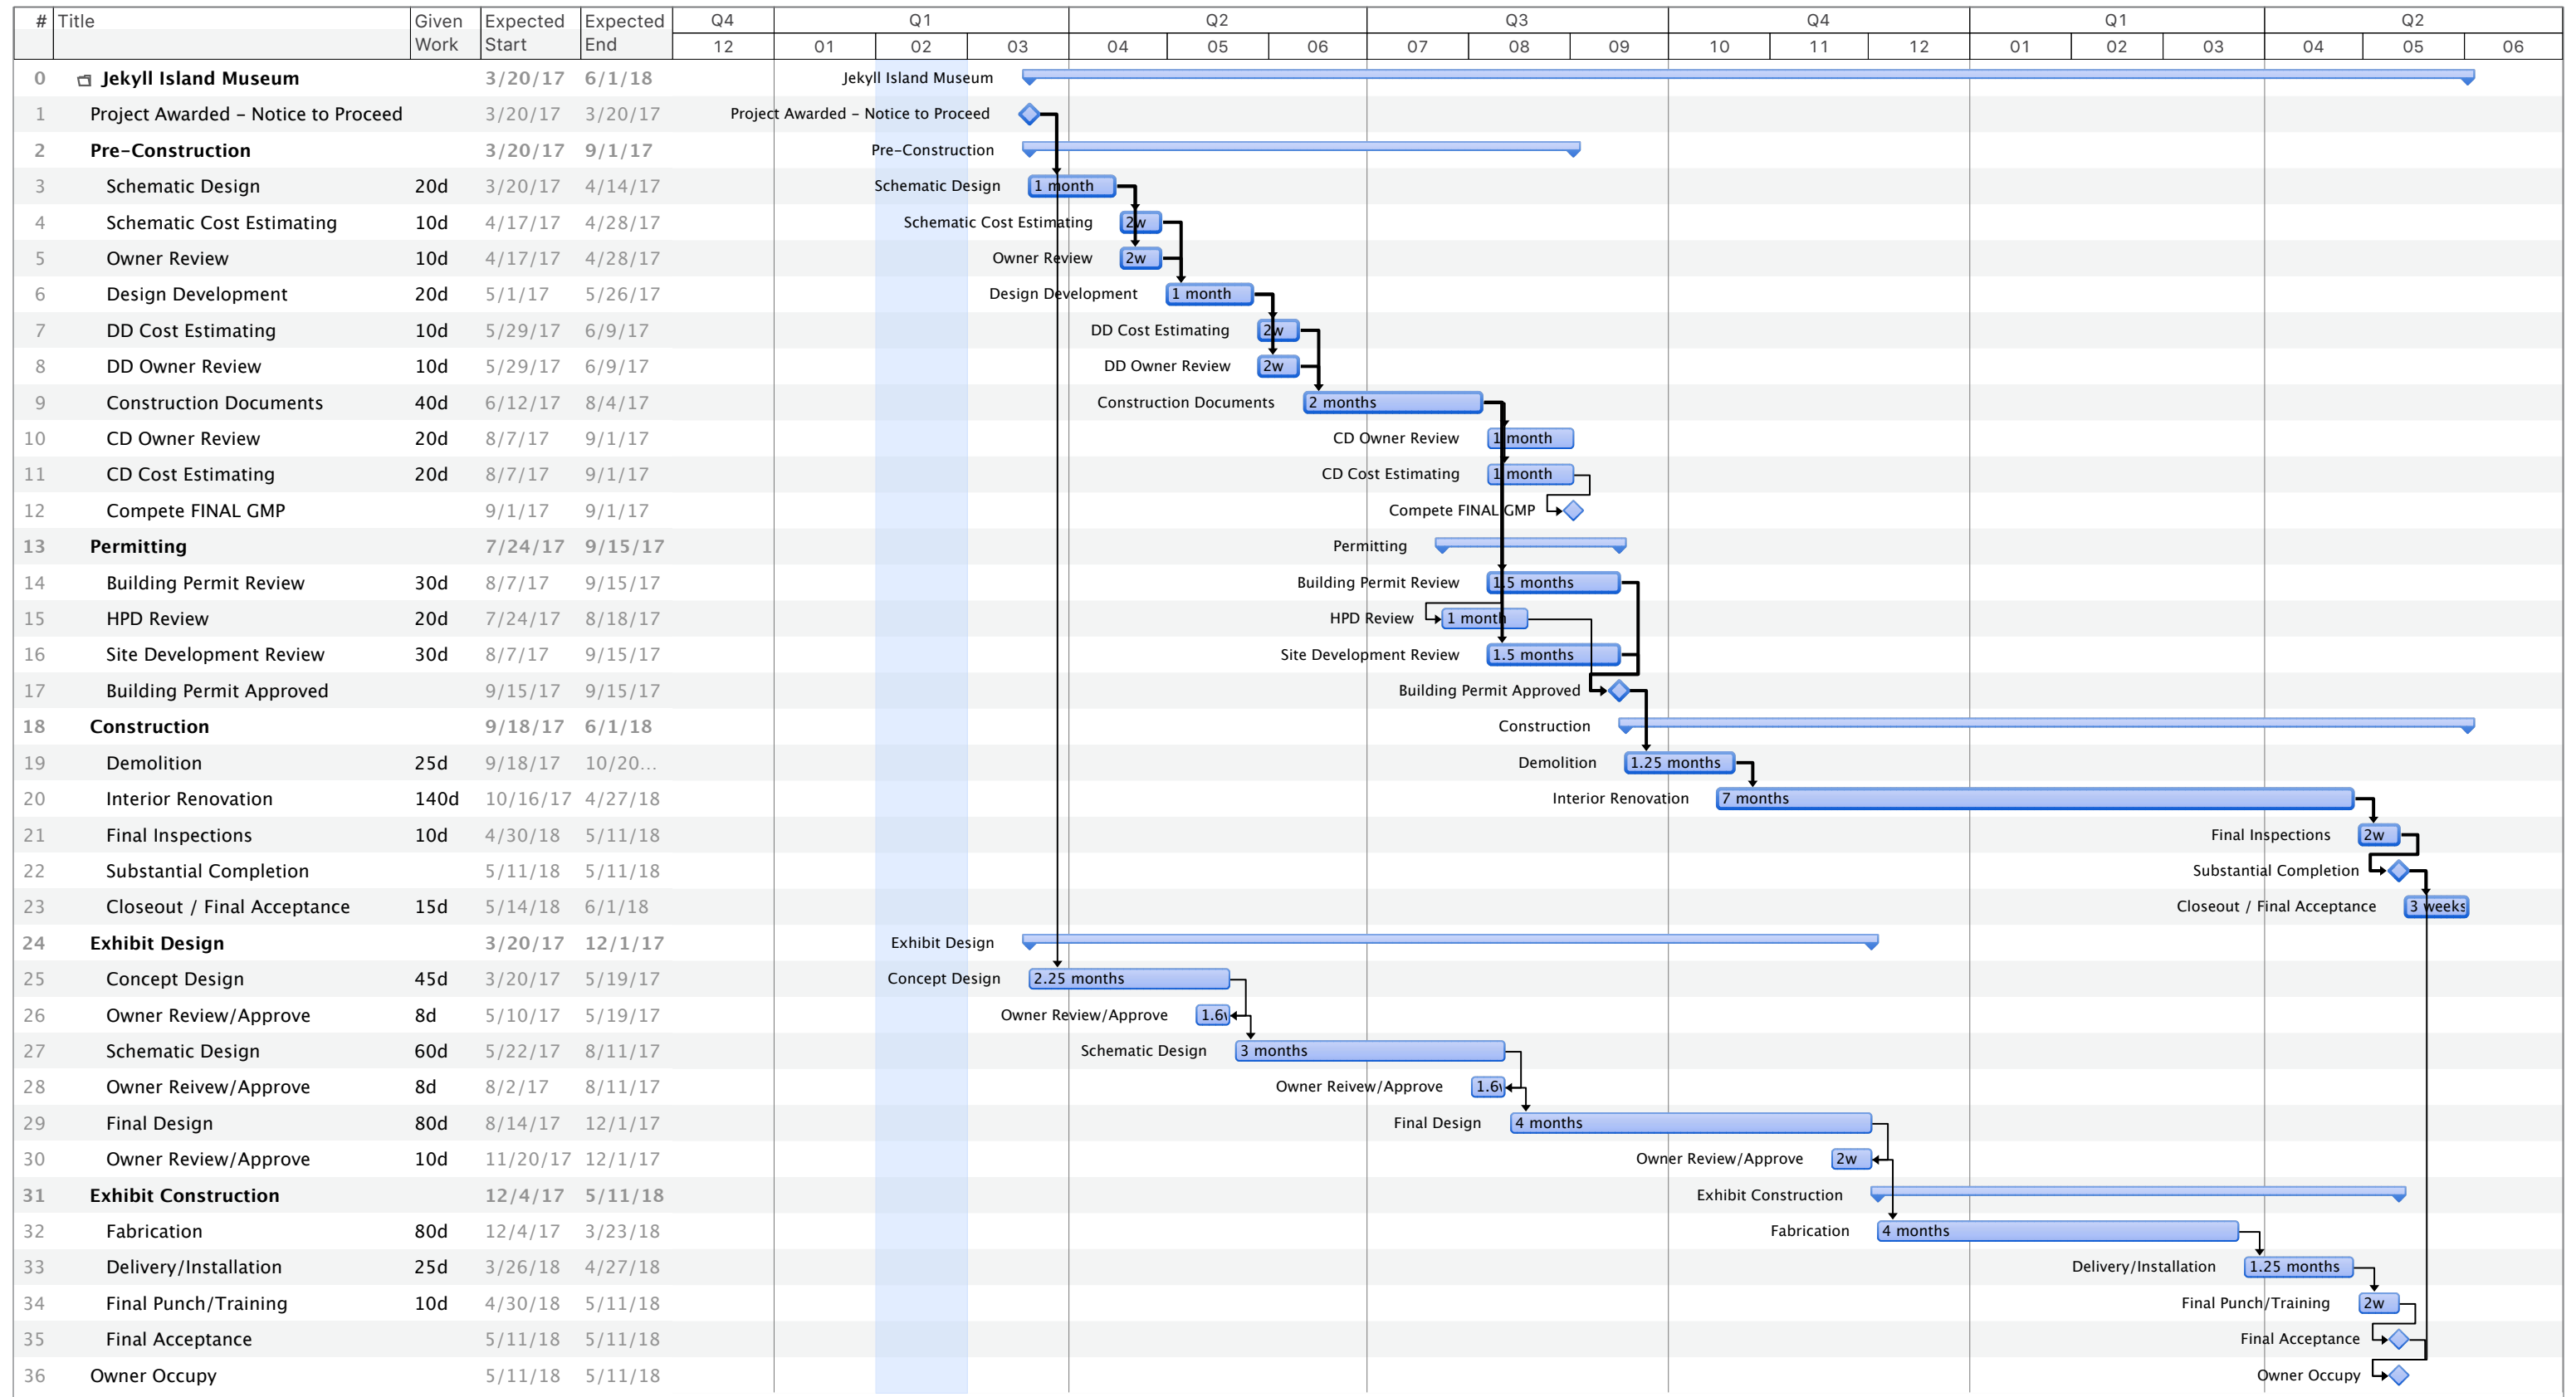 # Title Given Work Expected Start Expected End Q4 Q1 Q2 Q3 Q4 Q1 Q2
12 01 02 03 04 05 06 07 08 09 10 11 12 01 02 03 04 05 06
0 Jekyll Island Museum 3/20/17 6/1/18 Jekyll Island Museum
1 Project Awarded – Notice to Proceed 3/20/17 3/20/17 Project Awarded – Notice to Proceed
2 Pre-Construction 3/20/17 9/1/17 Pre-Construction
3 Schematic Design 20d 3/20/17 4/14/17 Schematic Design 1 month
4 Schematic Cost Estimating 10d 4/17/17 4/28/17 Schematic Cost Estimating 2w
5 Owner Review 10d 4/17/17 4/28/17 Owner Review 2w
6 Design Development 20d 5/1/17 5/26/17 Design Development 1 month
7 DD Cost Estimating 10d 5/29/17 6/9/17 DD Cost Estimating 2w
8 DD Owner Review 10d 5/29/17 6/9/17 DD Owner Review 2w
9 Construction Documents 40d 6/12/17 8/4/17 Construction Documents 2 months
10 CD Owner Review 20d 8/7/17 9/1/17 CD Owner Review 1 month
11 CD Cost Estimating 20d 8/7/17 9/1/17 CD Cost Estimating 1 month
12 Compete FINAL GMP 9/1/17 9/1/17 Compete FINAL GMP
13 Permitting 7/24/17 9/15/17 Permitting
14 Building Permit Review 30d 8/7/17 9/15/17 Building Permit Review 1.5 months
15 HPD Review 20d 7/24/17 8/18/17 HPD Review 1 month
16 Site Development Review 30d 8/7/17 9/15/17 Site Development Review 1.5 months
17 Building Permit Approved 9/15/17 9/15/17 Building Permit Approved
18 Construction 9/18/17 6/1/18 Construction
19 Demolition 25d 9/18/17 10/20... Demolition 1.25 months
20 Interior Renovation 140d 10/16/17 4/27/18 Interior Renovation 7 months
21 Final Inspections 10d 4/30/18 5/11/18 Final Inspections 2w
22 Substantial Completion 5/11/18 5/11/18 Substantial Completion
23 Closeout / Final Acceptance 15d 5/14/18 6/1/18 Closeout / Final Acceptance 3 weeks
24 Exhibit Design 3/20/17 12/1/17 Exhibit Design
25 Concept Design 45d 3/20/17 5/19/17 Concept Design 2.25 months
26 Owner Review/Approve 8d 5/10/17 5/19/17 Owner Review/Approve 1.6w
27 Schematic Design 60d 5/22/17 8/11/17 Schematic Design 3 months
28 Owner Reivew/Approve 8d 8/2/17 8/11/17 Owner Reivew/Approve 1.6w
29 Final Design 80d 8/14/17 12/1/17 Final Design 4 months
30 Owner Review/Approve 10d 11/20/17 12/1/17 Owner Review/Approve 2w
31 Exhibit Construction 12/4/17 5/11/18 Exhibit Construction
32 Fabrication 80d 12/4/17 3/23/18 Fabrication 4 months
33 Delivery/Installation 25d 3/26/18 4/27/18 Delivery/Installation 1.25 months
34 Final Punch/Training 10d 4/30/18 5/11/18 Final Punch/Training 2w
35 Final Acceptance 5/11/18 5/11/18 Final Acceptance
36 Owner Occupy 5/11/18 5/11/18 Owner Occupy